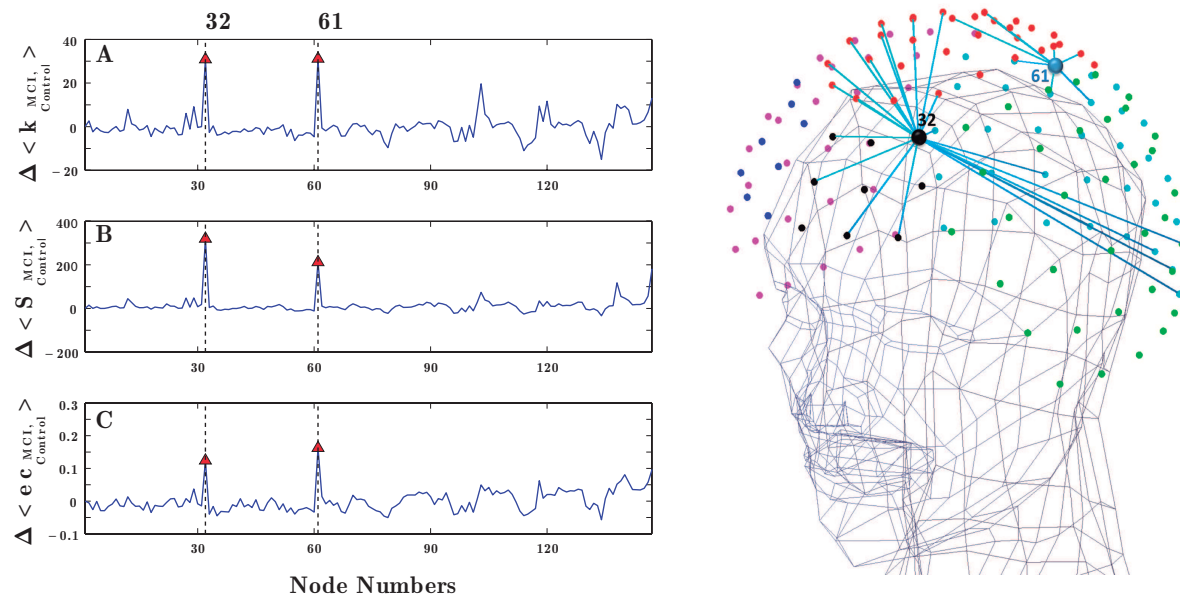 32 61
A
40
20
0
-20
Δ < k MCI, Control >
B
400
200
0
-200
Δ < S MCI, Control >
30 60 90 120
C
0.3
0.2
0.1
0
-0.1
Δ < ec MCI, Control >
30 60 90 120
30 60 90 120
Node Numbers
61
32